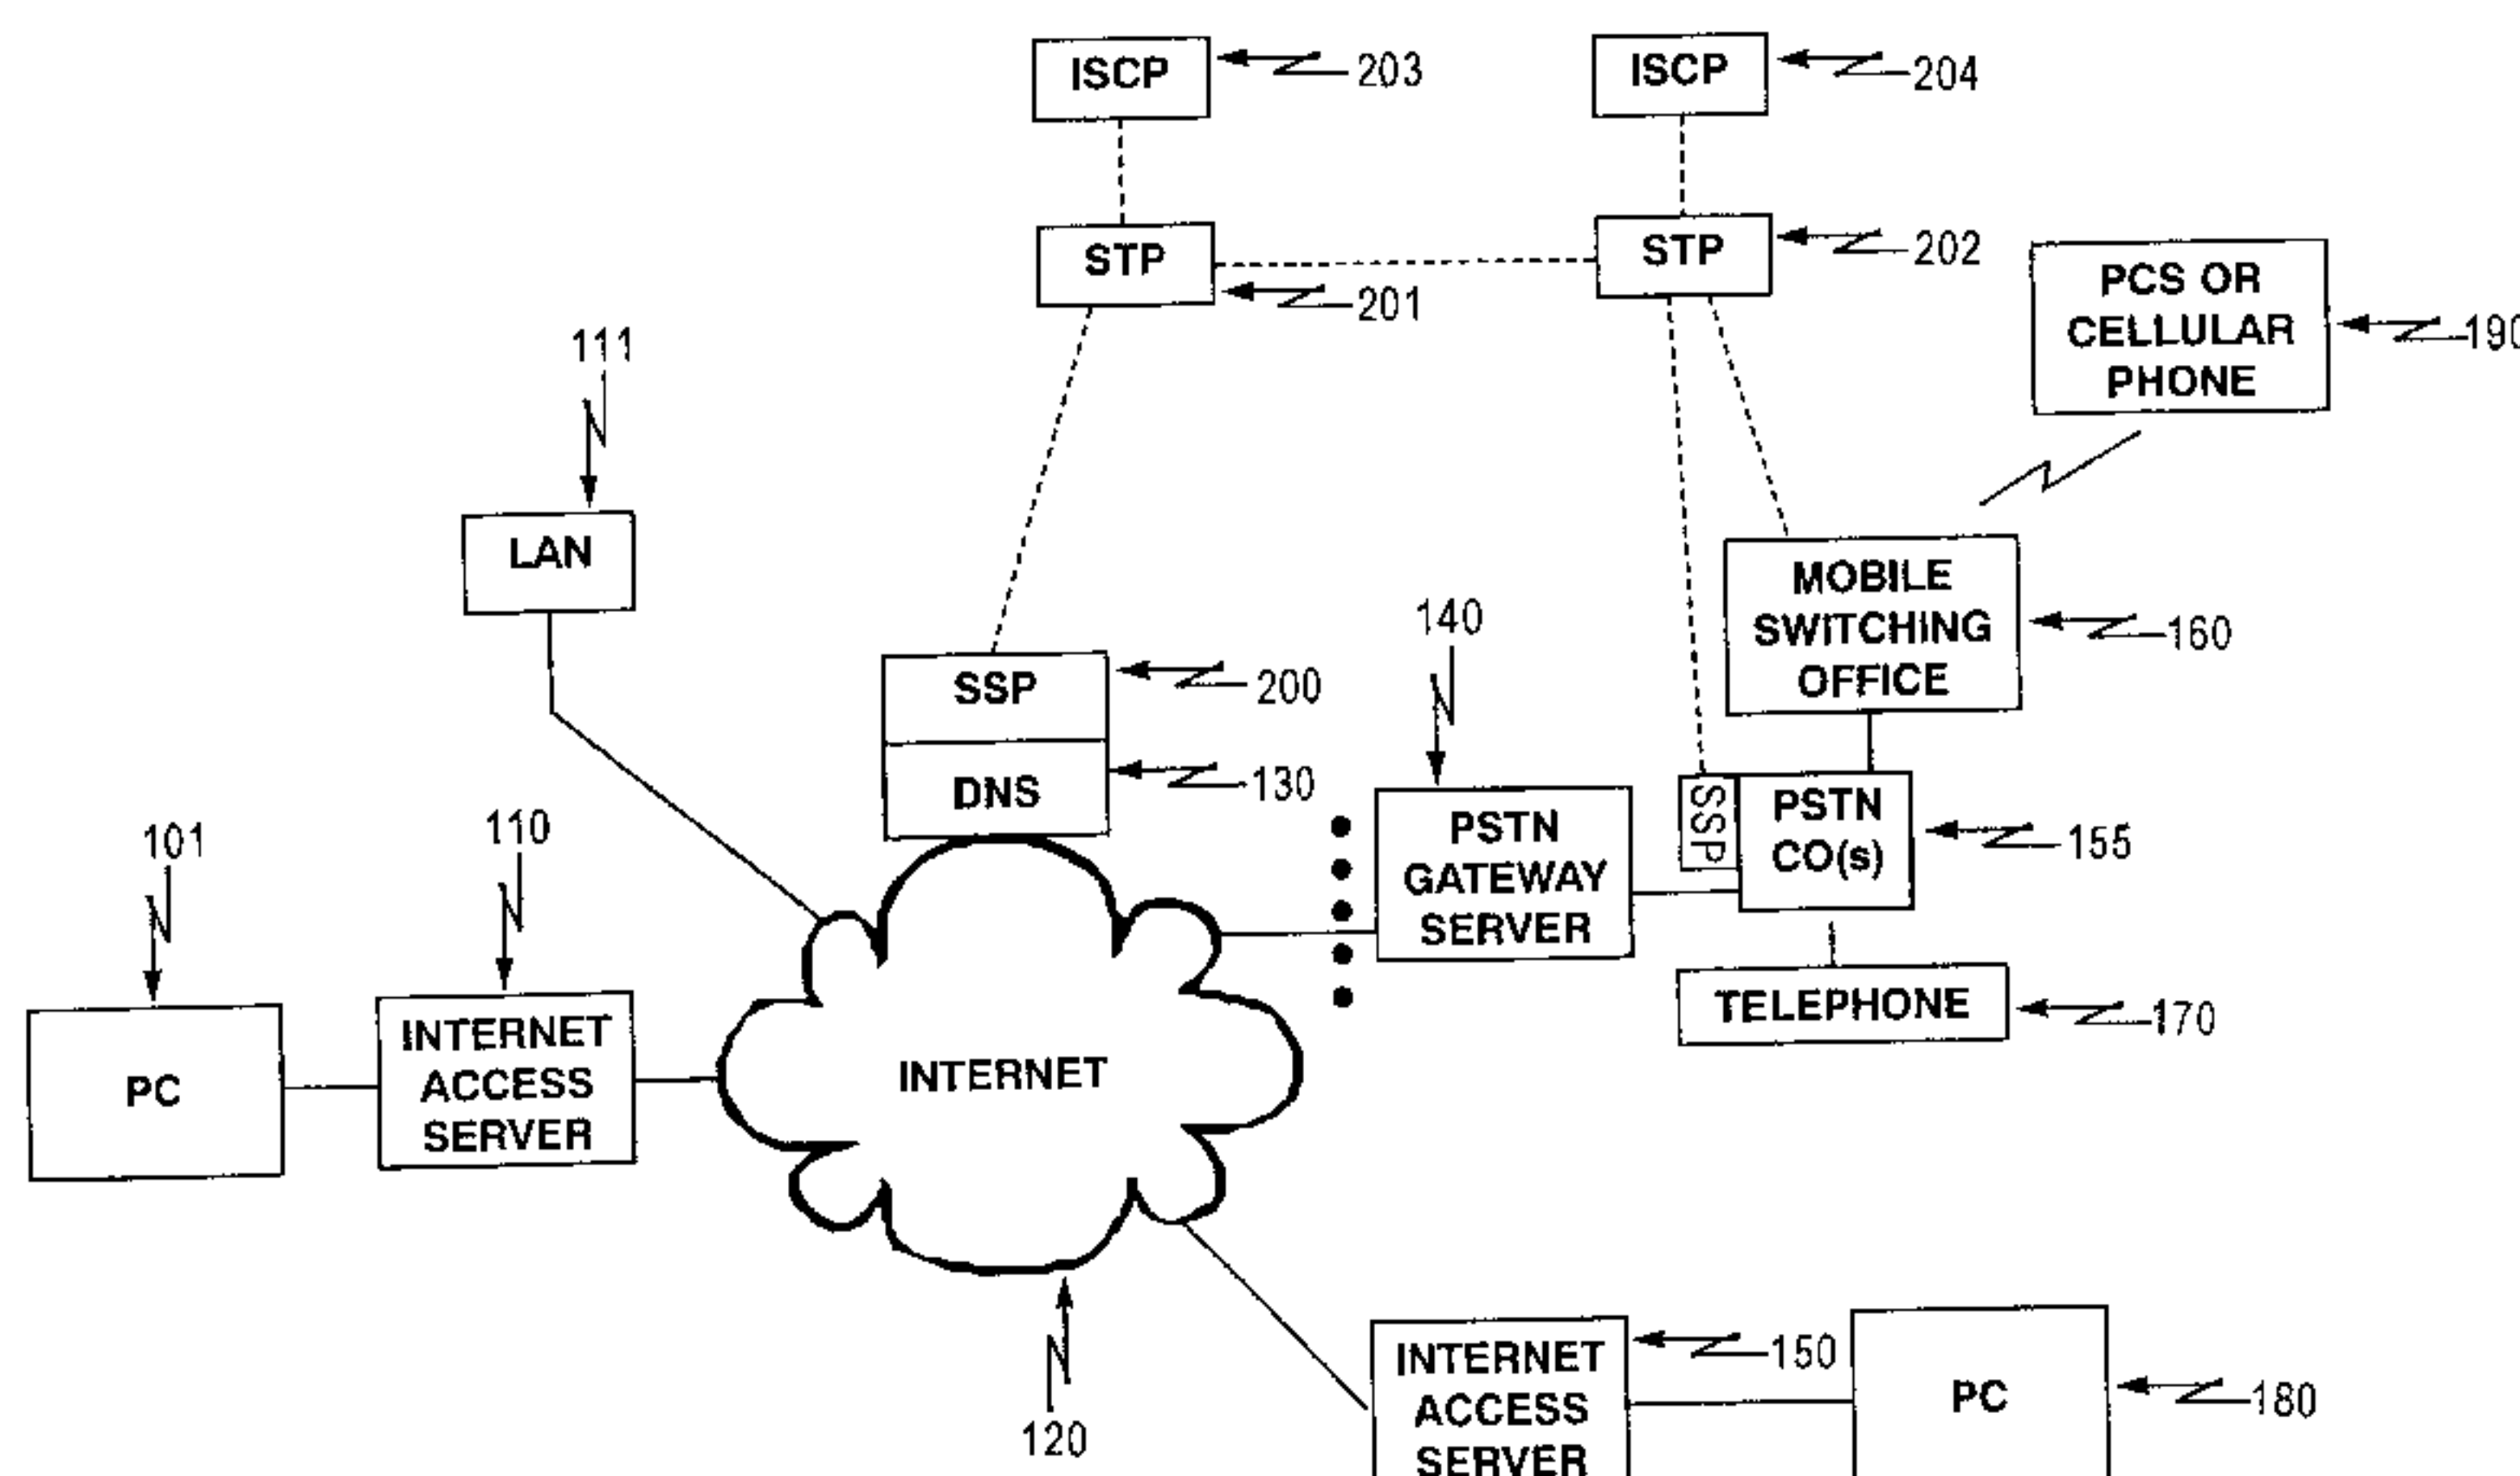 ISCP
203
ISCP
204
STP
201
STP
202
PCS OR
CELLULAR
PHONE
190
111
LAN
MOBILE
SWITCHING
OFFICE
160
SSP
200
DNS
130
140
PSTN
GATEWAY
SERVER
SSP
PSTN
CO(s)
155
TELEPHONE
170
101
PC
110
INTERNET
ACCESS
SERVER
INTERNET
120
INTERNET
ACCESS
SERVER
150
PC
180